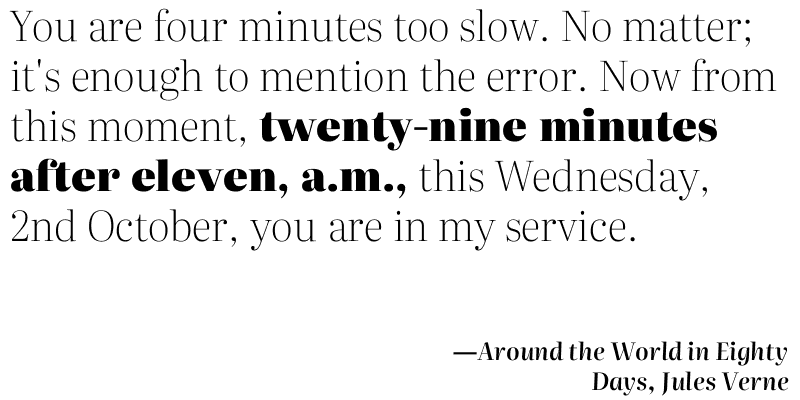 You are four minutes too slow. No matter;
it's enough to mention the error. Now from
this moment, twenty-nine minutes
after eleven, a.m., this Wednesday,
2nd October, you are in my service.
—Around the World in Eighty
Days, Jules Verne